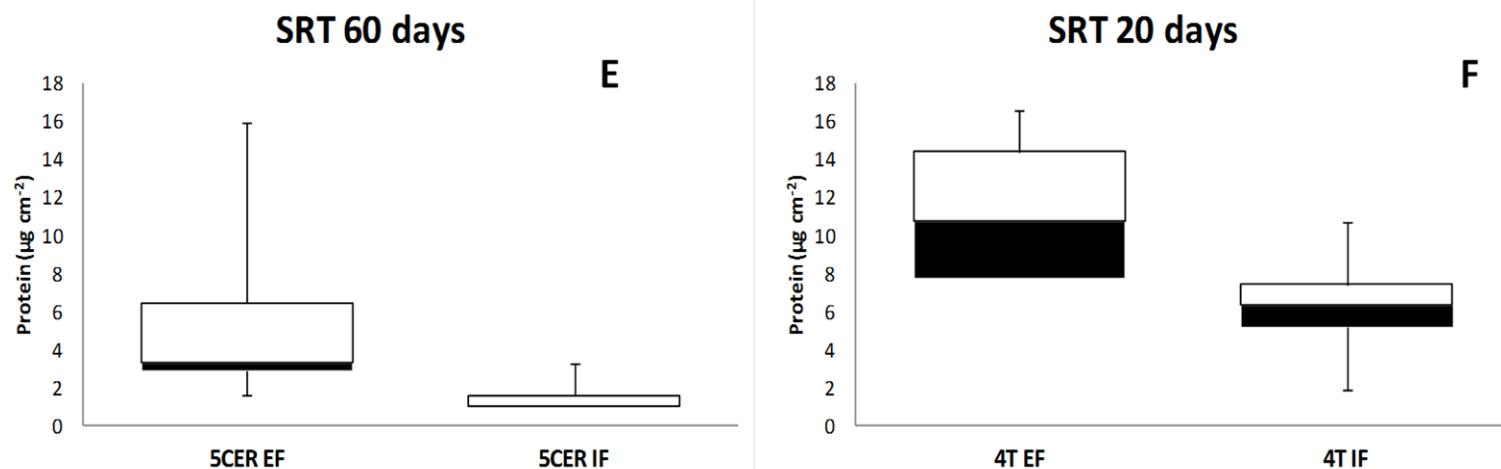 SRT 60 days
E
18
16
14
12
10
8
6
4
2
0
Protein (µg cm⁻²)
5CER EF
5CER IF
SRT 20 days
F
18
16
14
12
10
8
6
4
2
0
Protein (µg cm⁻²)
4T EF
4T IF